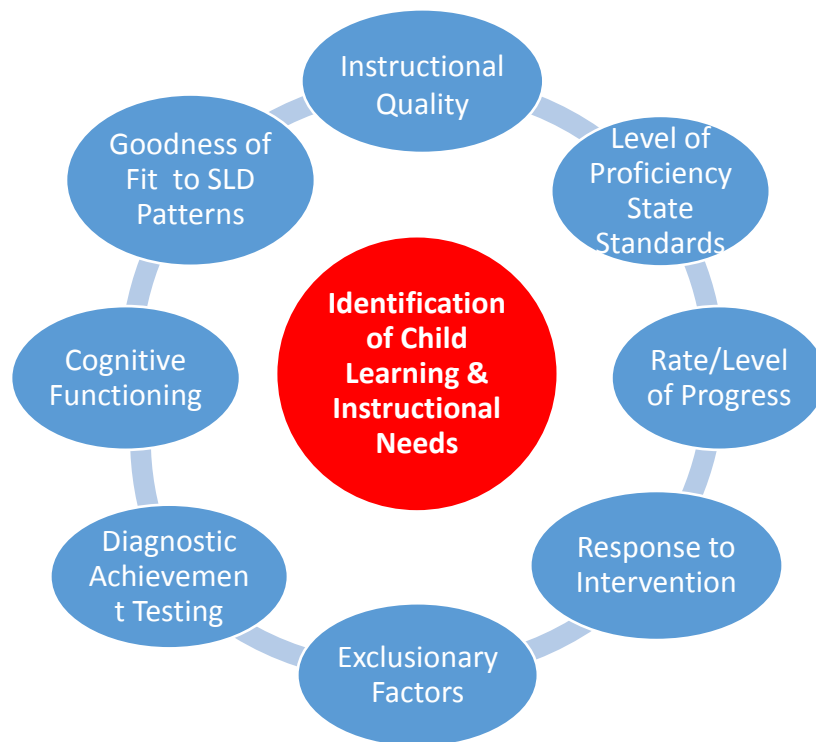 Instructional
Quality
Level of
Proficiency
State
Standards
Rate/Level
of Progress
Response to
Intervention
Exclusionary
Factors
Diagnostic
Achievemen
t Testing
Cognitive
Functioning
Goodness of
Fit to SLD
Patterns
Identification
of Child
Learning &
Instructional
Needs